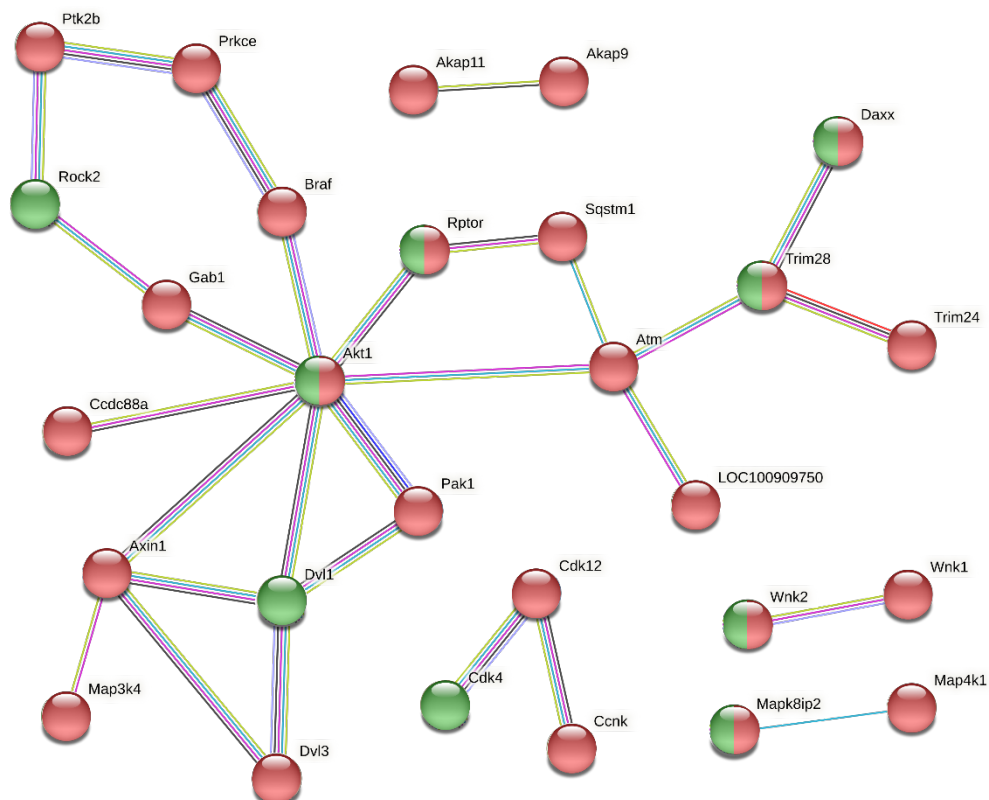 Ptk2b
Prkce
Akap11
Akap9
Daxx
Rock2
Braf
Rptor
Sqstm1
Trim28
Gab1
Trim24
Akt1
Atm
Ccdc88a
LOC100909750
Pak1
Axin1
Dvl1
Cdk12
Wnk2
Wnk1
Map3k4
Cdk4
Mapk8ip2
Map4k1
Ccnk
Dvl3